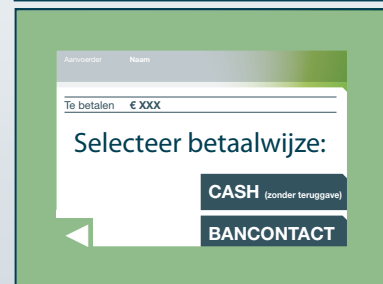 Aanvoerder Naam
Te betalen € XXX
Selecteer betaalwijze:
CASH (zonder teruggave)
BANCONTACT